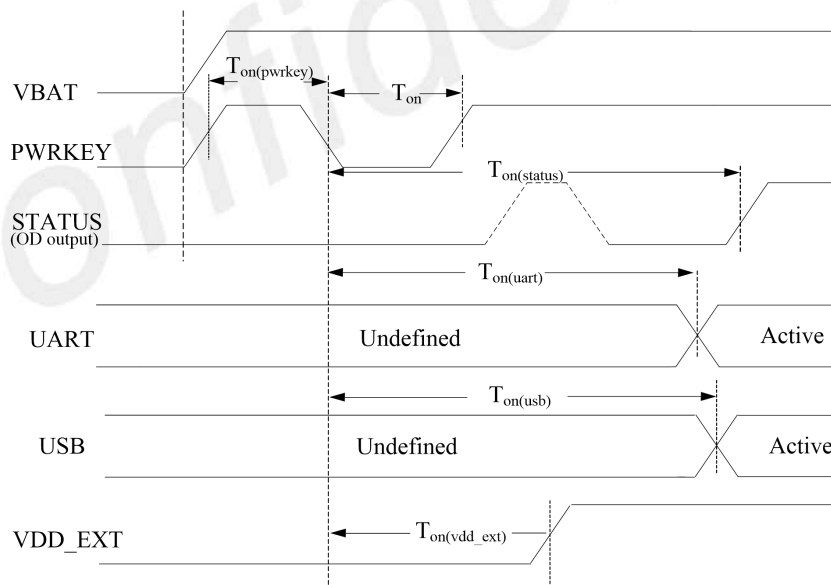 VBAT
Ton(pwrkey)
Ton
PWRKEY
Ton(status)
STATUS
(OD output)
Ton(uart)
UART
Undefined
Active
Ton(usb)
USB
Undefined
Active
VDD_EXT
Ton(vdd_ext)